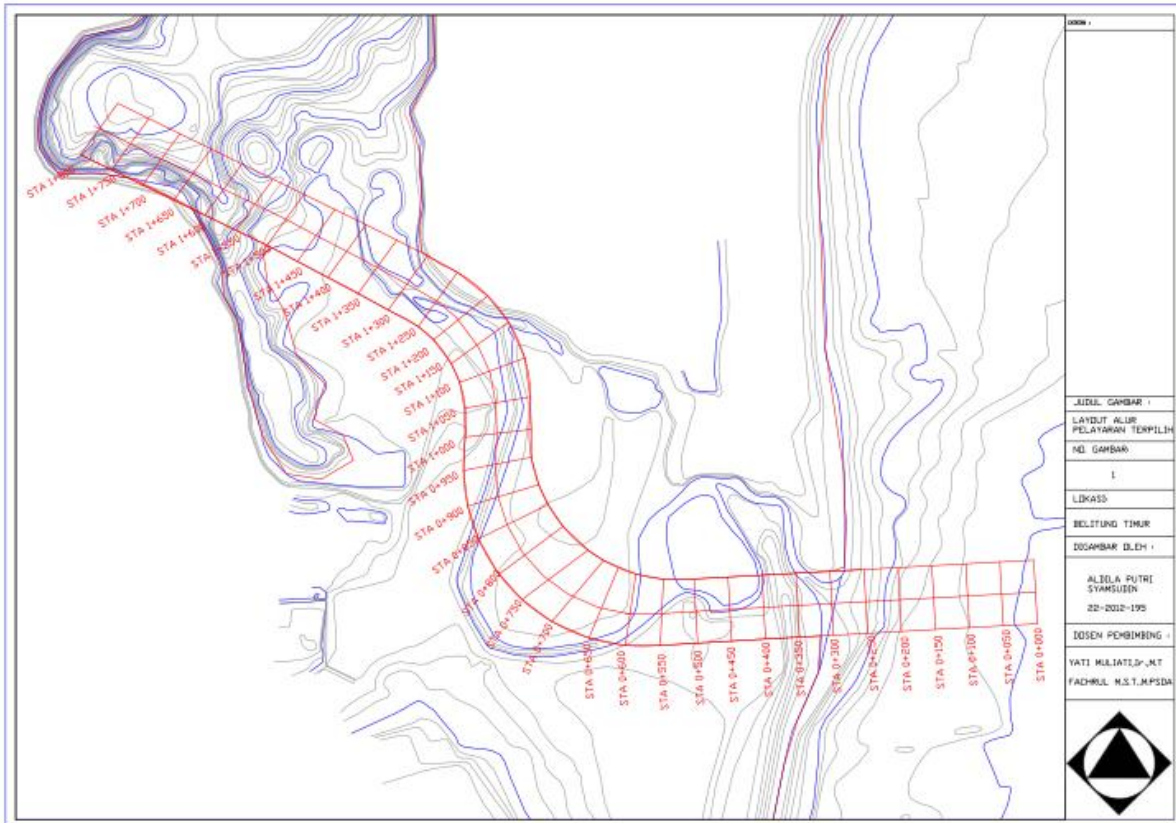 STA 1+750
STA 1+700
STA 1+650
STA 1+450
STA 1+400
STA 1+350
STA 1+300
STA 1+250
STA 1+200
STA 1+150
STA 1+100
STA 1+050
STA 1+000
STA 0+950
STA 0+900
STA 0+850
STA 0+800
STA 0+750
STA 0+700
STA 0+650
STA 0+600
STA 0+550
STA 0+500
STA 0+450
STA 0+400
STA 0+350
STA 0+300
STA 0+200
STA 0+150
STA 0+100
STA 0+050
STA 0+000
JUDUL GAMBAR :
LAYOUT ALUR
PELAYARAN TERPILIH
NO. GAMBAR:
1
LOKASI:
BELITUNG TIMUR
DIGAMBAR OLEH :
ALDILA PUTRI
SYAMSUDIN
22-2012-195
DOSEN PEMBIMBING :
YATI MULIATI,Ir.,M.T
FACHRUL M.S.T.,M.PSDA